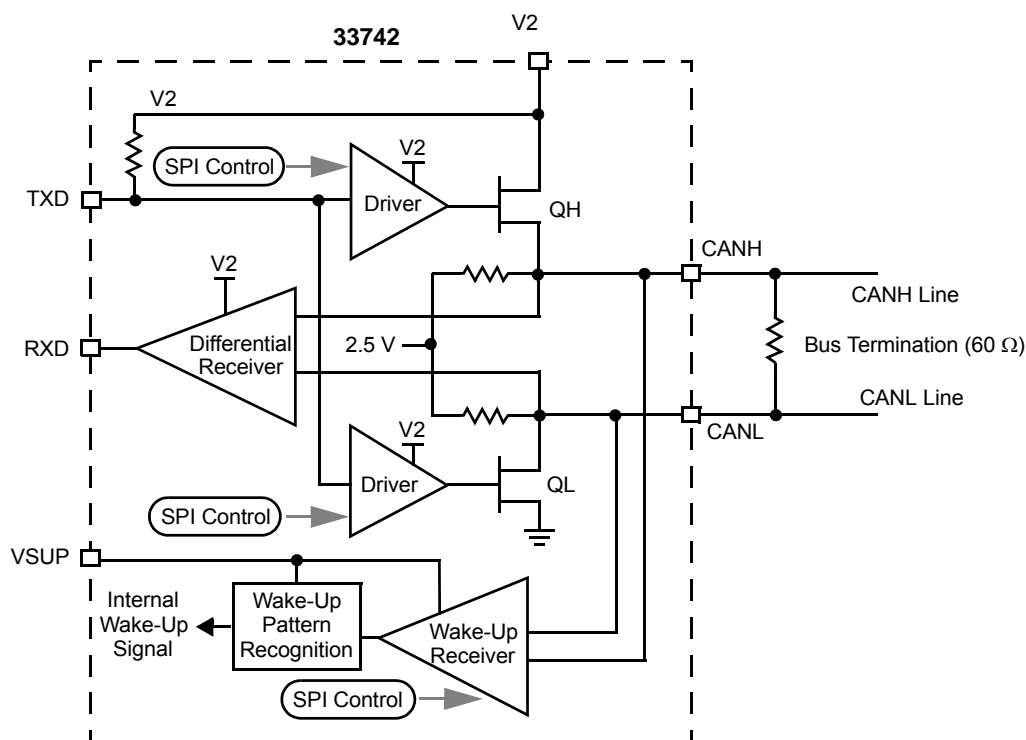 V2
33742
V2
SPI Control
V2
TXD
Driver
QH
CANH
V2
CANH Line
RXD
Differential
Receiver
2.5 V
Bus Termination (60 Ω)
CANL Line
V2
CANL
Driver
QL
SPI Control
VSUP
Internal
Wake-Up
Signal
Wake-Up
Pattern
Recognition
Wake-Up
Receiver
SPI Control